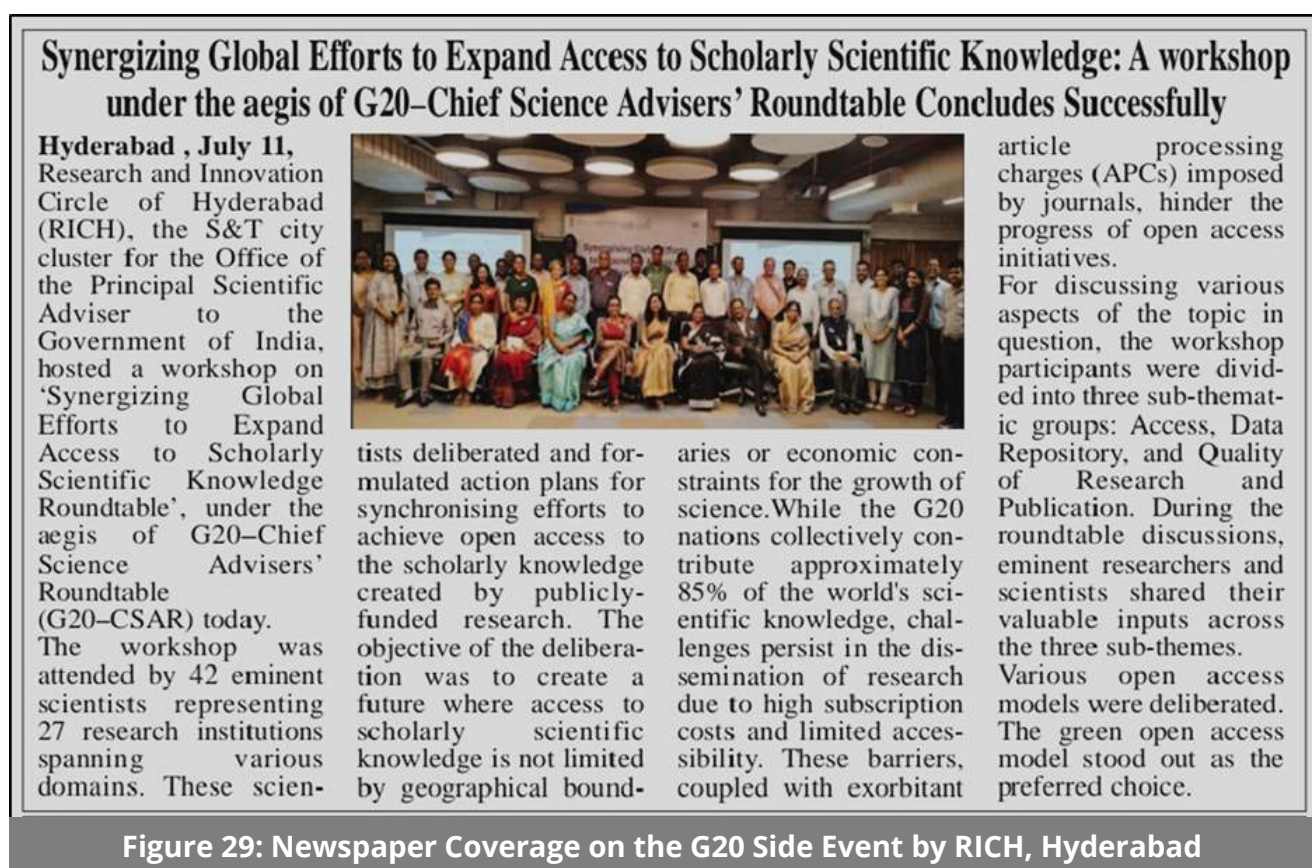 Synergizing Global Efforts to Expand Access to Scholarly Scientific Knowledge: A workshop
under the aegis of G20–Chief Science Advisers' Roundtable Concludes Successfully
Hyderabad , July 11,
Research and Innovation
Circle of Hyderabad
(RICH), the S&T city
cluster for the Office of
the Principal Scientific
Adviser to the
Government of India,
hosted a workshop on
‘Synergizing Global
Efforts to Expand
Access to Scholarly
Scientific Knowledge
Roundtable’, under the
aegis of G20–Chief
Science Advisers’
Roundtable
(G20–CSAR) today.
The workshop was
attended by 42 eminent
scientists representing
27 research institutions
spanning various
domains. These scien-
Synergising Global Efforts
tists deliberated and for-
mulated action plans for
synchronising efforts to
achieve open access to
the scholarly knowledge
created by publicly-
funded research. The
objective of the delibera-
tion was to create a
future where access to
scholarly scientific
knowledge is not limited
by geographical bound-
aries or economic con-
straints for the growth of
science.While the G20
nations collectively con-
tribute approximately
85% of the world's sci-
entific knowledge, chal-
lenges persist in the dis-
semination of research
due to high subscription
costs and limited acces-
sibility. These barriers,
coupled with exorbitant
article processing
charges (APCs) imposed
by journals, hinder the
progress of open access
initiatives.
For discussing various
aspects of the topic in
question, the workshop
participants were divid-
ed into three sub-themat-
ic groups: Access, Data
Repository, and Quality
of Research and
Publication. During the
roundtable discussions,
eminent researchers and
scientists shared their
valuable inputs across
the three sub-themes.
Various open access
models were deliberated.
The green open access
model stood out as the
preferred choice.
Figure 29: Newspaper Coverage on the G20 Side Event by RICH, Hyderabad